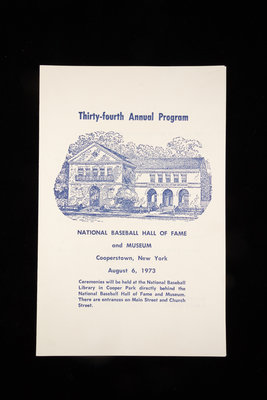 Thirty-fourth Annual Program
NATIONAL BASEBALL HALL OF FAME
and MUSEUM
Cooperstown, New York
August 6, 1973
Ceremonies will be held at the National Baseball
Library in Cooper Park directly behind the
National Baseball Hall of Fame and Museum.
There are entrances on Main Street and Church
Street.